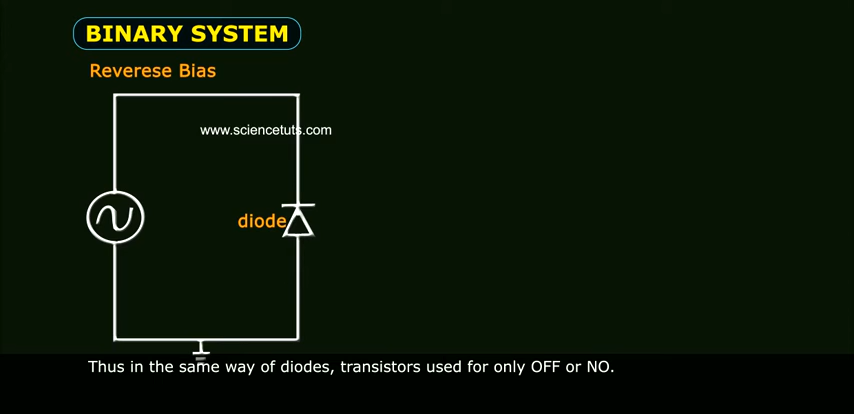 BINARY SYSTEM
Reverese Bias
www.sciencetuts.com
diode
Thus in the same way of diodes, transistors used for only OFF or NO.